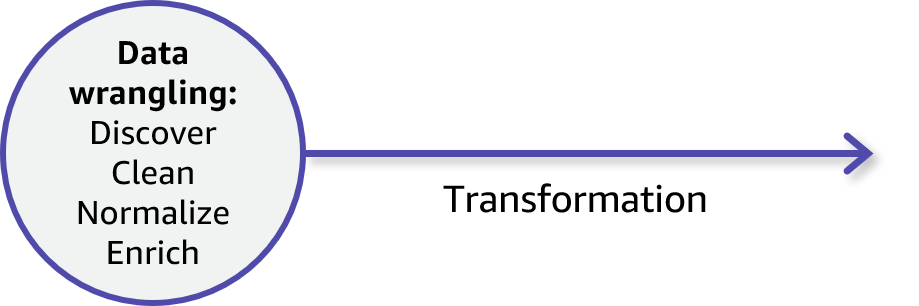 Data
wrangling:
Discover
Clean
Normalize
Enrich
Transformation